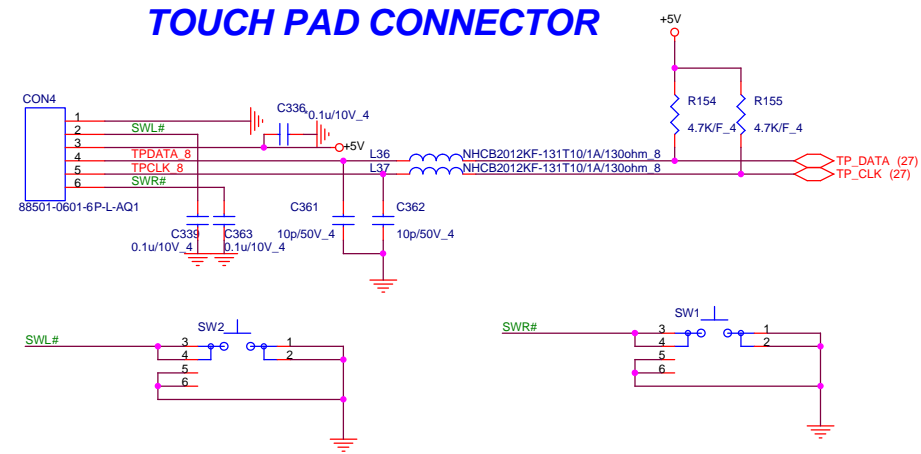 TOUCH PAD CONNECTOR
+5V
CON4
C336
*0.1u/10V_4
R154
R155
4.7K/F_4
4.7K/F_4
1
2
3
4
5
6
SWL#
+5V
TPDATA_8
L36
NHCB2012KF-131T10/1A/130ohm_8
TP_DATA (27)
TPCLK_8
L37
NHCB2012KF-131T10/1A/130ohm_8
TP_CLK (27)
SWR#
88501-0601-6P-L-AQ1
C361
C362
C339
C363
10p/50V_4
10p/50V_4
0.1u/10V_4
0.1u/10V_4
SWL#
SW2
3
4
5
6
1
2
SWR#
SW1
3
4
5
6
1
2